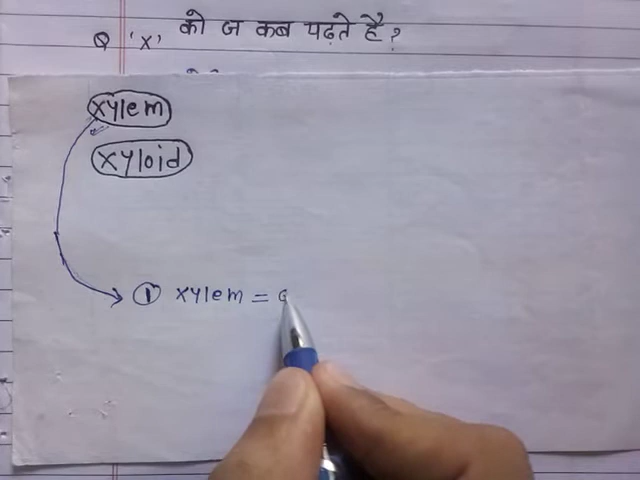 Q 'X' को ज कब पढ़ते है?
xylem
xyloid
① xylem =